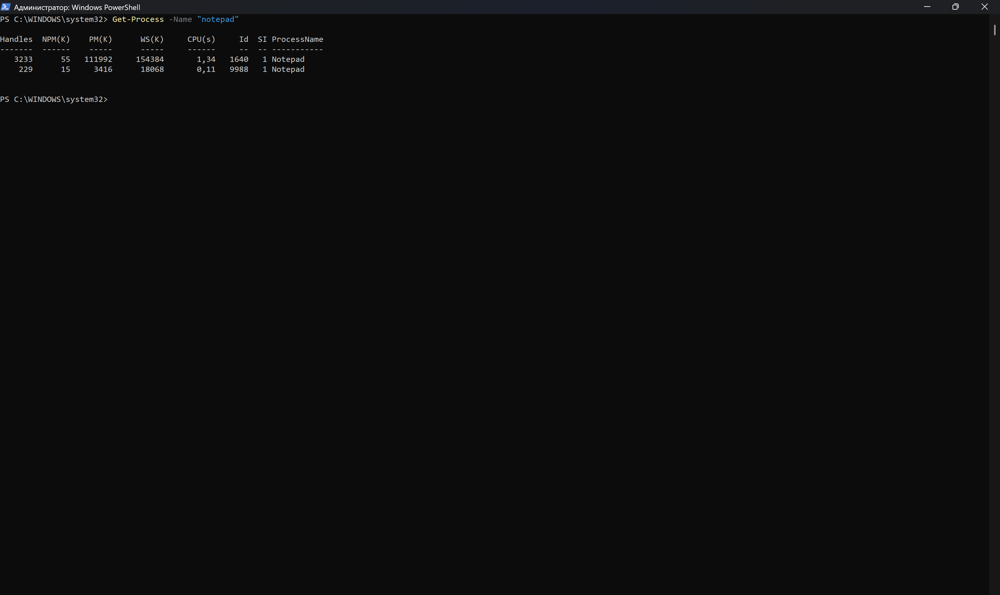 Администратор: Windows PowerShell
PS C:\WINDOWS\system32> Get-Process -Name "notepad"
Handles  NPM(K)    PM(K)      WS(K)     CPU(s)     Id  SI ProcessName
-------  ------    -----      -----     ------     --  -- -----------
   3233      55   111992     154384       1,34   1640   1 Notepad
    229      15     3416      18068       0,11   9988   1 Notepad
PS C:\WINDOWS\system32>